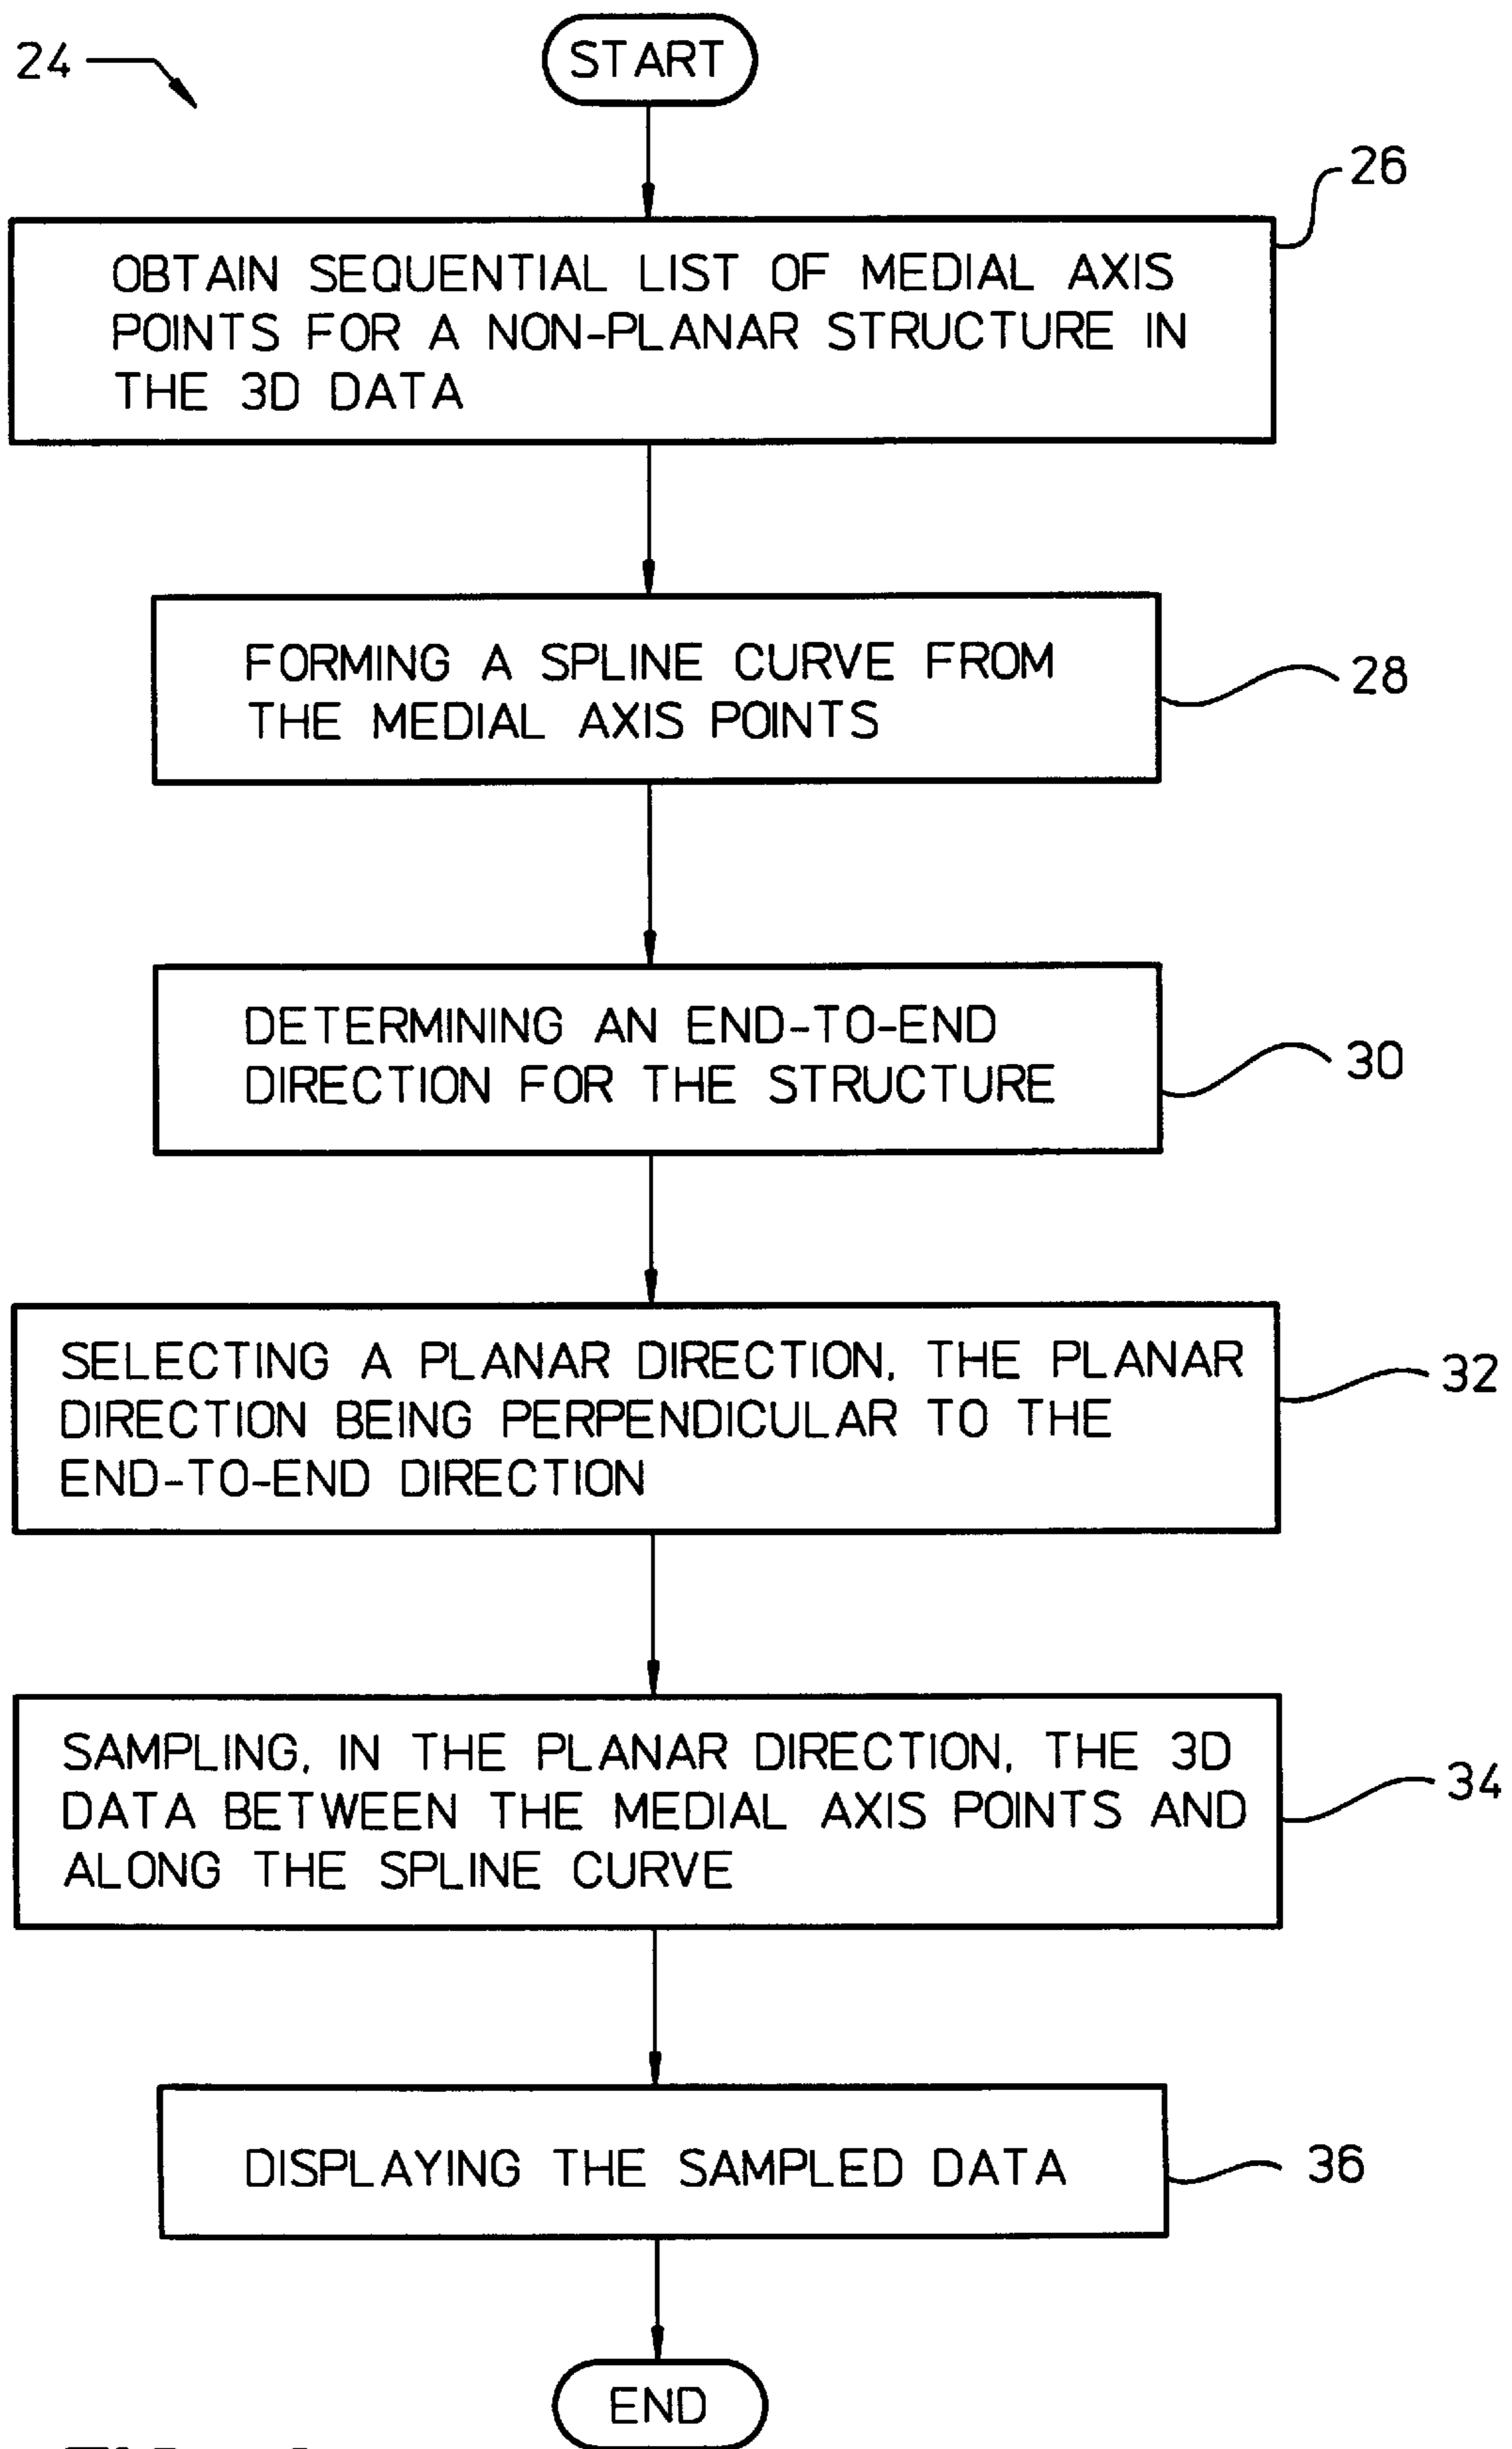 24
START
26
OBTAIN SEQUENTIAL LIST OF MEDIAL AXIS
POINTS FOR A NON-PLANAR STRUCTURE IN
THE 3D DATA
FORMING A SPLINE CURVE FROM
THE MEDIAL AXIS POINTS
28
DETERMINING AN END-TO-END
DIRECTION FOR THE STRUCTURE
30
SELECTING A PLANAR DIRECTION, THE PLANAR
DIRECTION BEING PERPENDICULAR TO THE
END-TO-END DIRECTION
32
SAMPLING, IN THE PLANAR DIRECTION, THE 3D
DATA BETWEEN THE MEDIAL AXIS POINTS AND
ALONG THE SPLINE CURVE
34
DISPLAYING THE SAMPLED DATA
36
END